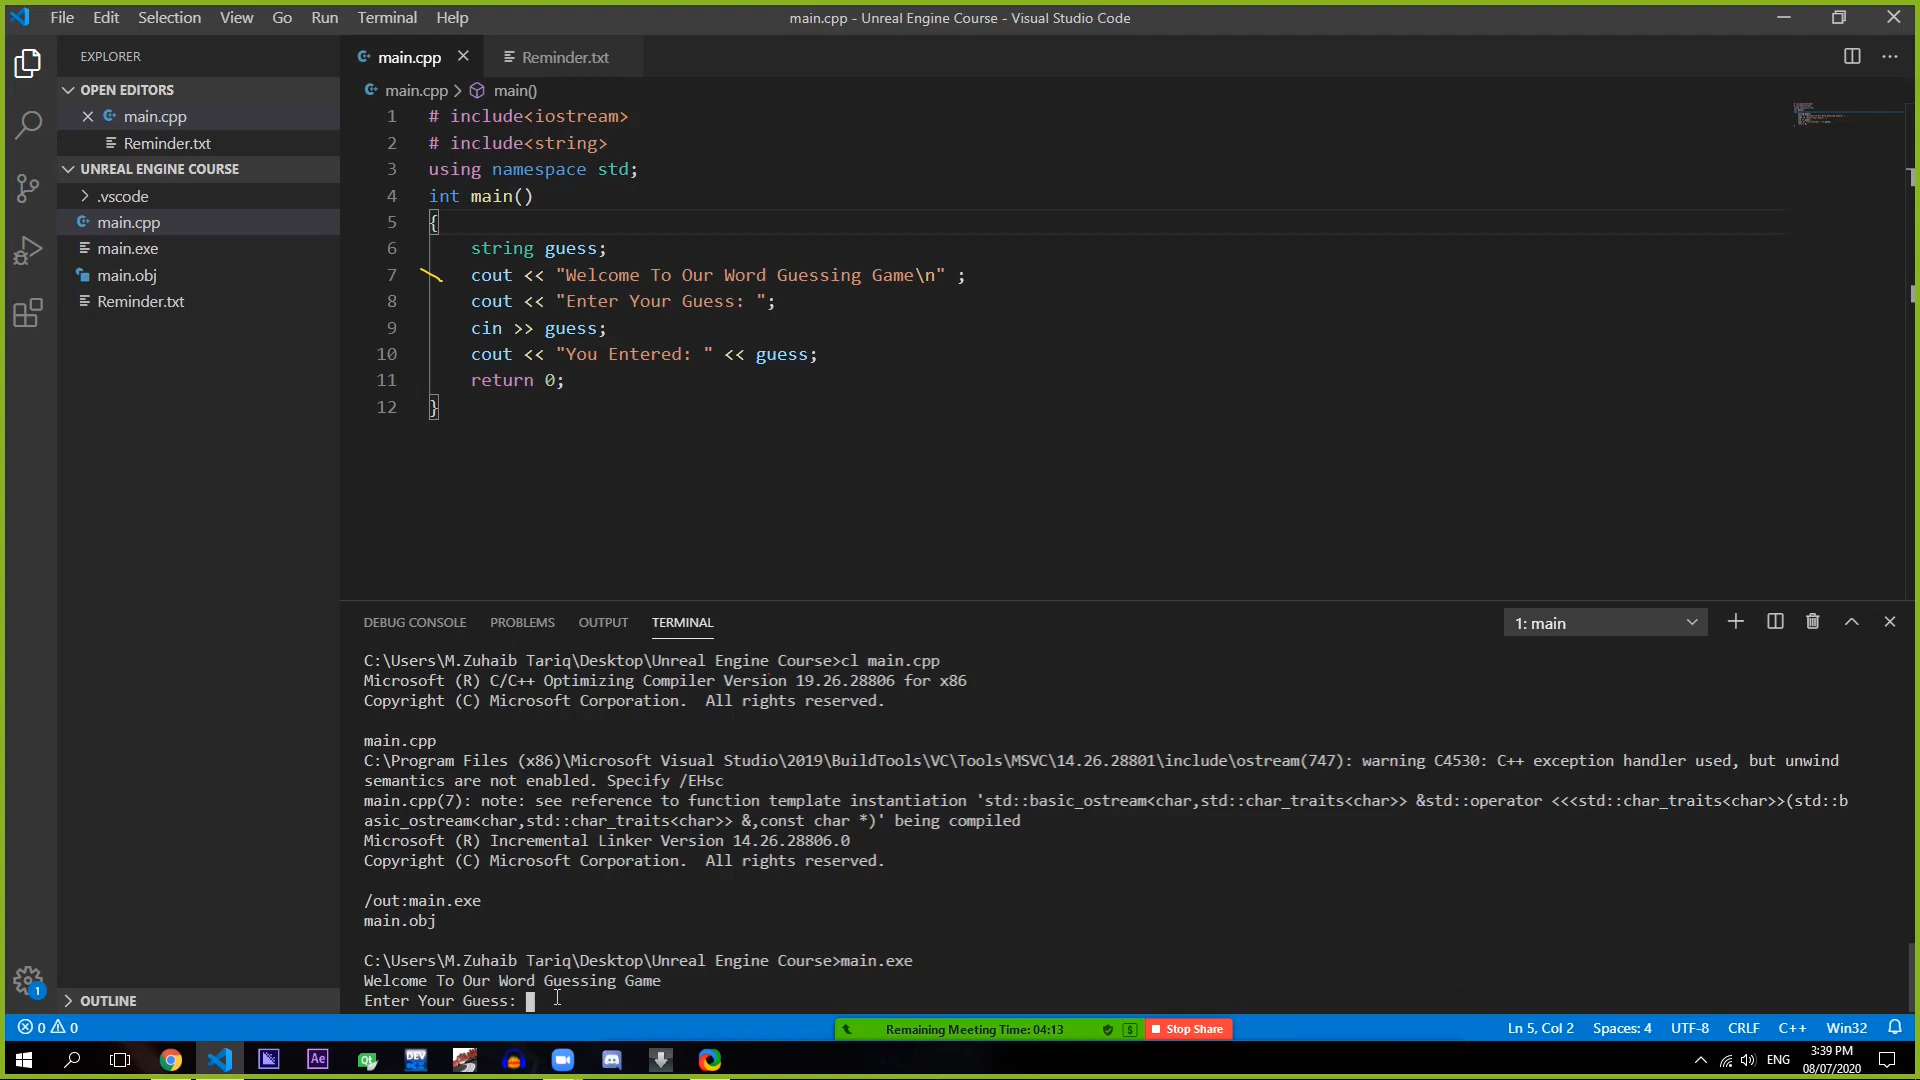 File Edit Selection View Go Run Terminal Help
main.cpp - Unreal Engine Course - Visual Studio Code
EXPLORER
OPEN EDITORS
main.cpp
Reminder.txt
UNREAL ENGINE COURSE
.vscode
main.cpp
main.exe
main.obj
Reminder.txt
OUTLINE
main.cpp
Reminder.txt
main.cpp > main()
1 # include<iostream>
2 # include<string>
3 using namespace std;
4 int main()
5 {
6 string guess;
7 cout << "Welcome To Our Word Guessing Game\n" ;
8 cout << "Enter Your Guess: ";
9 cin >> guess;
10 cout << "You Entered: " << guess;
11 return 0;
12 }
DEBUG CONSOLE PROBLEMS OUTPUT TERMINAL
1: main
C:\Users\M.Zuhaib Tariq\Desktop\Unreal Engine Course>cl main.cpp
Microsoft (R) C/C++ Optimizing Compiler Version 19.26.28806 for x86
Copyright (C) Microsoft Corporation.  All rights reserved.
main.cpp
C:\Program Files (x86)\Microsoft Visual Studio\2019\BuildTools\VC\Tools\MSVC\14.26.28801\include\ostream(747): warning C4530: C++ exception handler used, but unwind
semantics are not enabled. Specify /EHsc
main.cpp(7): note: see reference to function template instantiation 'std::basic_ostream<char,std::char_traits<char>> &std::operator <<<std::char_traits<char>>(std::b
asic_ostream<char,std::char_traits<char>> &,const char *)' being compiled
Microsoft (R) Incremental Linker Version 14.26.28806.0
Copyright (C) Microsoft Corporation.  All rights reserved.
/out:main.exe
main.obj
C:\Users\M.Zuhaib Tariq\Desktop\Unreal Engine Course>main.exe
Welcome To Our Word Guessing Game
Enter Your Guess:
1
0 0
Remaining Meeting Time: 04:13
$
Stop Share
Ln 5, Col 2 Spaces: 4 UTF-8 CRLF C++ Win32
Ae
Qt
DEV
ENG
3:39 PM
08/07/2020